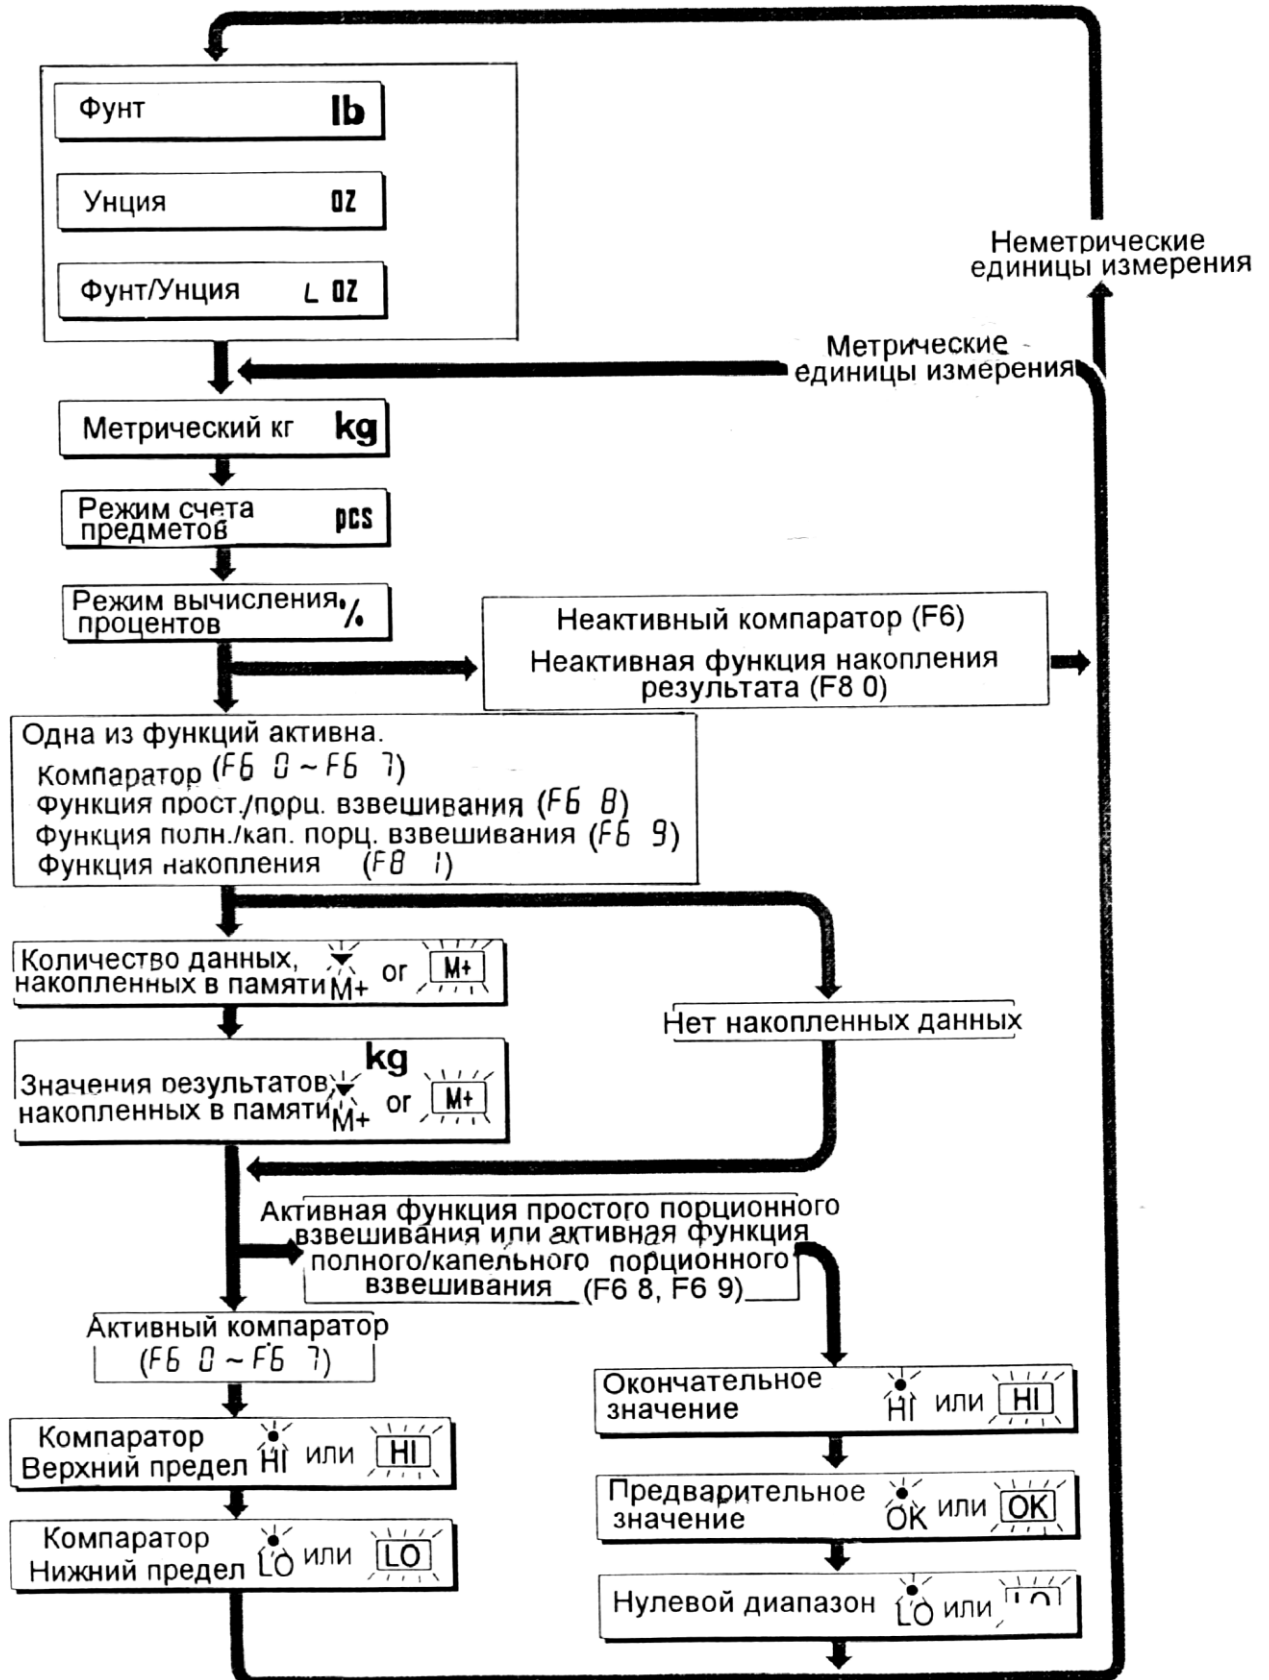 Фунт lb
Унция oz
Фунт/Унция L oz
Неметрические
единицы измерения
Метрические
единицы измерения
Метрический кг kg
Режим счета
предметов pcs
Режим вычисления
процентов %
Неактивный компаратор (F6)
Неактивная функция накопления
результата (F8 0)
Одна из функций активна.
Компаратор (F6 0 ~ F6 7)
Функция прост./порц. взвешивания (F6 8)
Функция полн./кап. порц. взвешивания (F6 9)
Функция накопления (F8 1)
Количество данных,
накопленных в памяти M+ or M+
Нет накопленных данных
kg
Значения результатов,
накопленных в памяти M+ or M+
Активная функция простого порционного
взвешивания или активная функция
полного/капельного порционного
взвешивания (F6 8, F6 9)
Активный компаратор
(F6 0 ~ F6 7)
Компаратор
Верхний предел HI или HI
Компаратор
Нижний предел LO или LO
Окончательное
значение HI или HI
Предварительное
значение OK или OK
Нулевой диапазон LO или